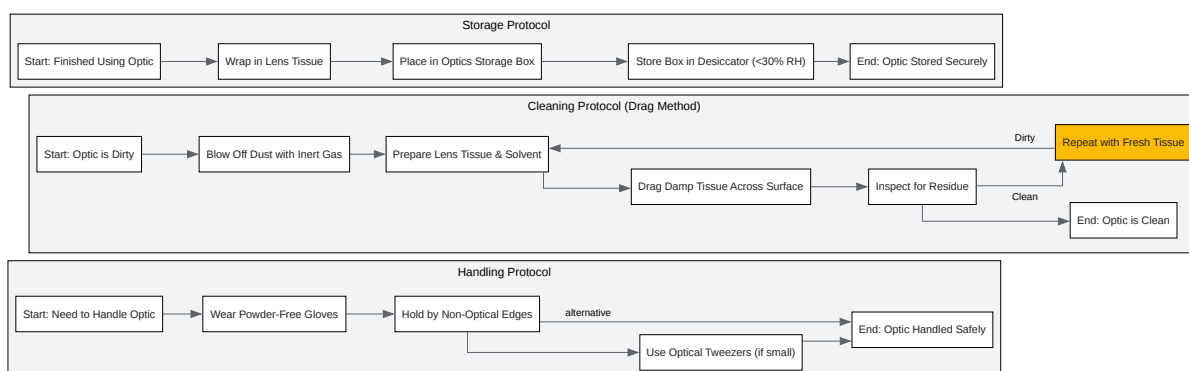 Storage Protocol
Start: Finished Using Optic
Wrap in Lens Tissue
Place in Optics Storage Box
Store Box in Desiccator (<30% RH)
End: Optic Stored Securely
Cleaning Protocol (Drag Method)
Start: Optic is Dirty
Blow Off Dust with Inert Gas
Prepare Lens Tissue & Solvent
Dirty
Repeat with Fresh Tissue
Drag Damp Tissue Across Surface
Inspect for Residue
Clean
End: Optic is Clean
Handling Protocol
Start: Need to Handle Optic
Wear Powder-Free Gloves
Hold by Non-Optical Edges
alternative
Use Optical Tweezers (if small)
End: Optic Handled Safely